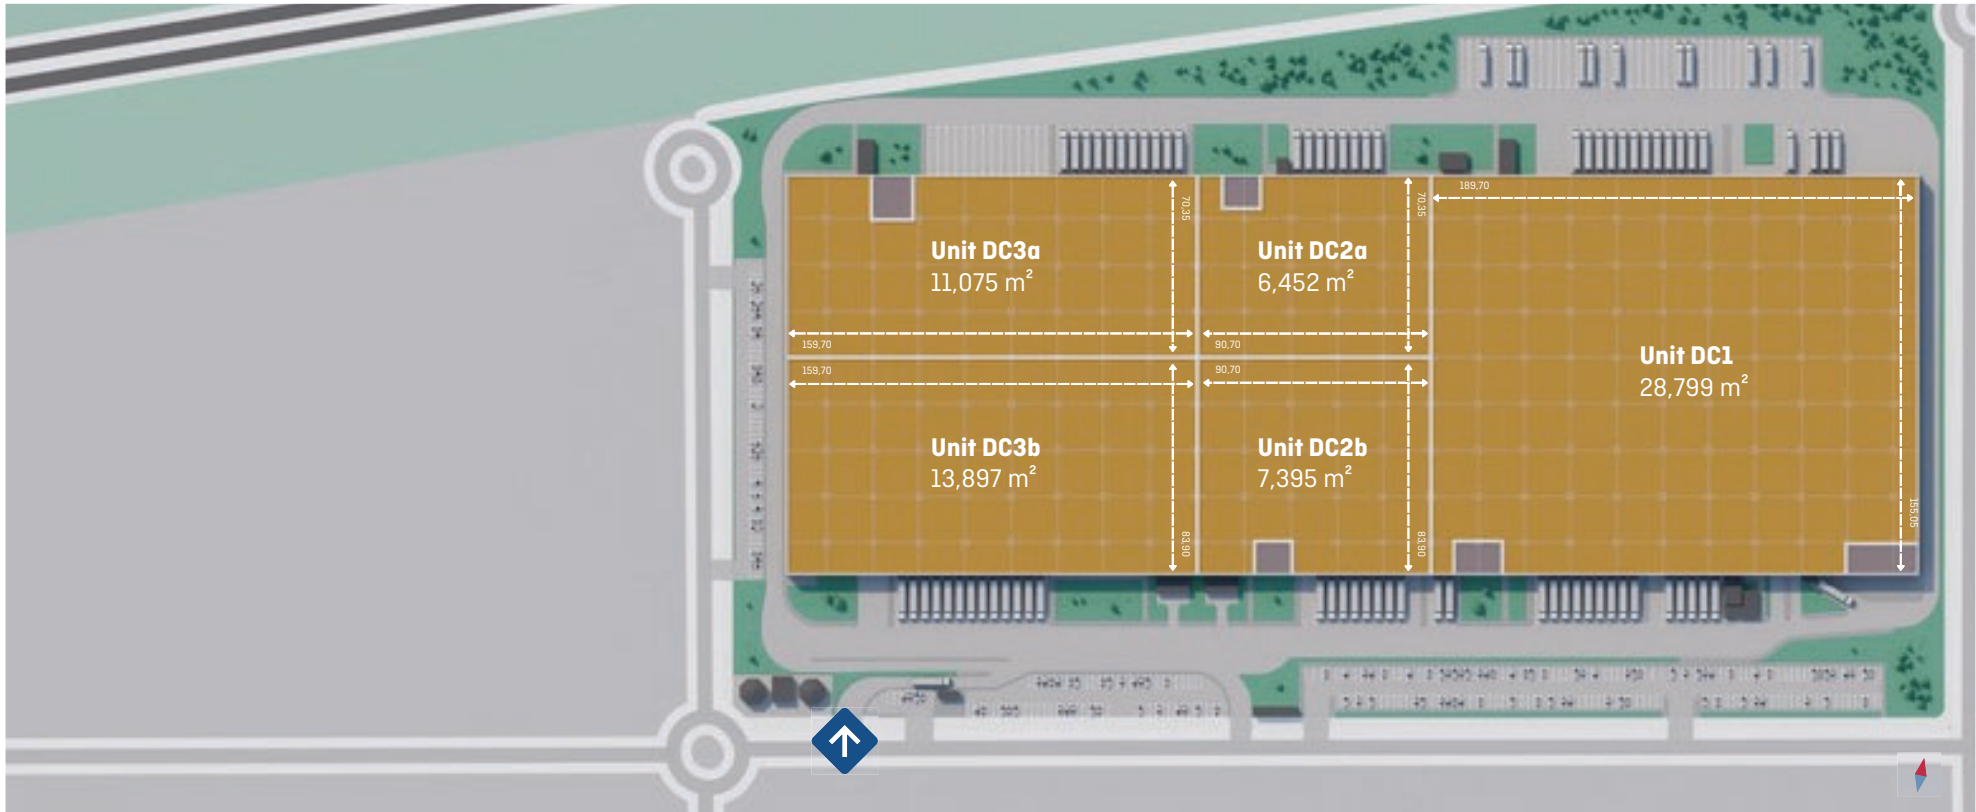 189,70
70,35
70,35
Unit DC3a
11,075 m²
Unit DC2a
6,452 m²
159,70
90,70
Unit DC1
28,799 m²
159,70
90,70
Unit DC3b
13,897 m²
Unit DC2b
7,395 m²
155,05
83,90
83,90